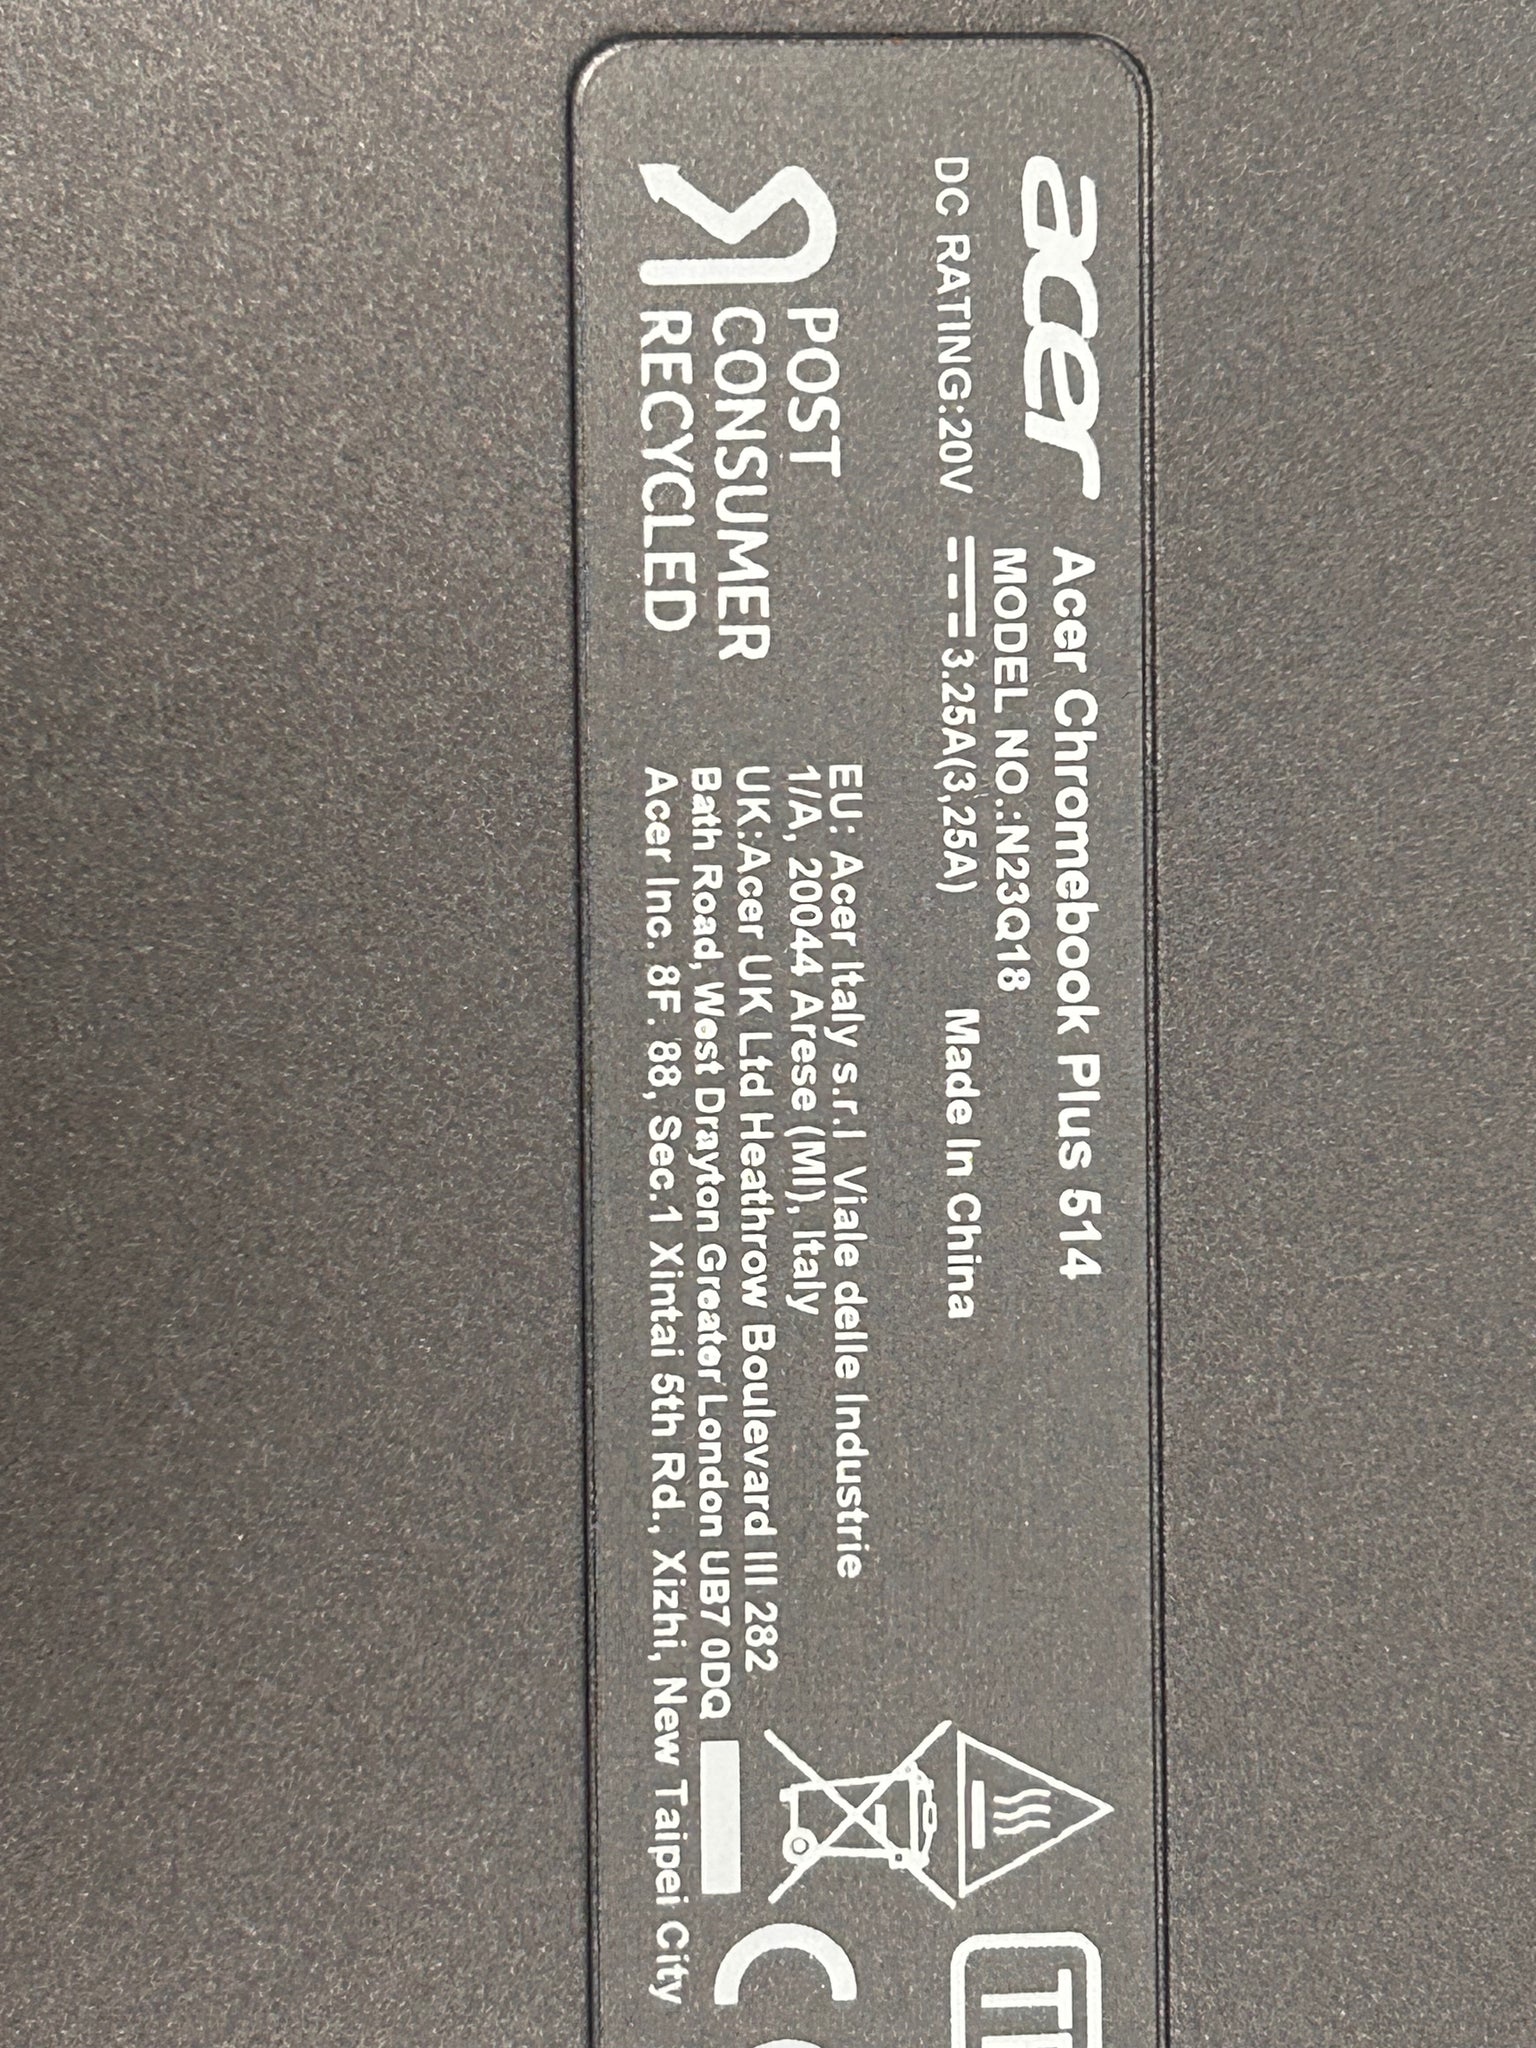 acer
Acer Chromebook Plus 514
MODEL NO.:N23Q18
DC RATING:20V ⎓ 3.25A(3,25A) Made In China
POST
CONSUMER
RECYCLED
EU: Acer Italy s.r.l Viale delle Industrie
1/A, 20044 Arese (MI), Italy
UK:Acer UK Ltd Heathrow Boulevard III 282
Bath Road, West Drayton Greater London UB7 0DQ
Acer Inc. 8F. 88, Sec.1 Xintai 5th Rd., Xizhi, New Taipei City